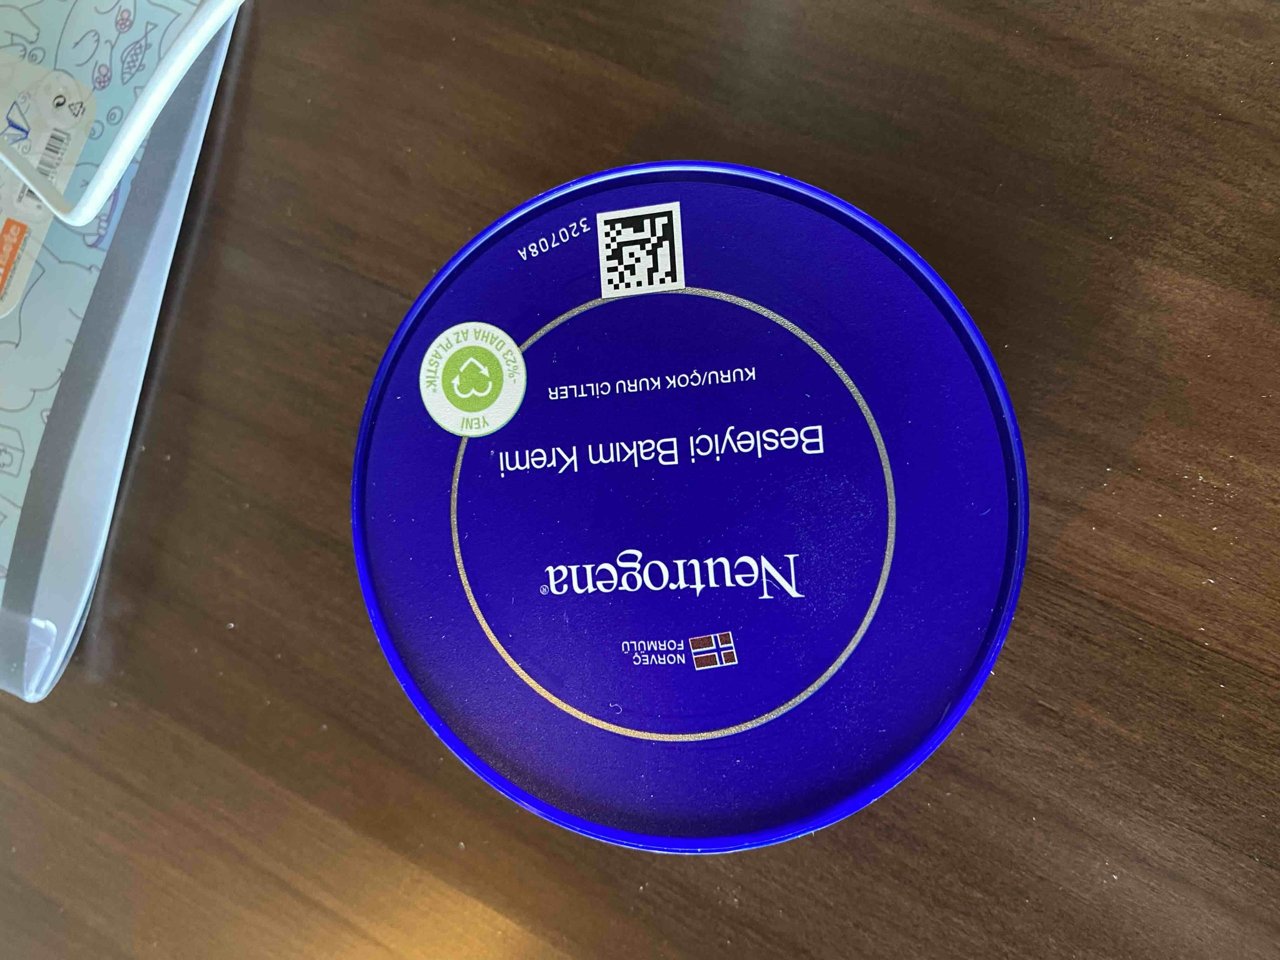 NORVEÇ
FORMÜLÜ
Neutrogena®
Besleyici Bakım Kremi
KURU/ÇOK KURU CİLTLER
YENİ
-%23 DAHA AZ PLASTİK*
320708A